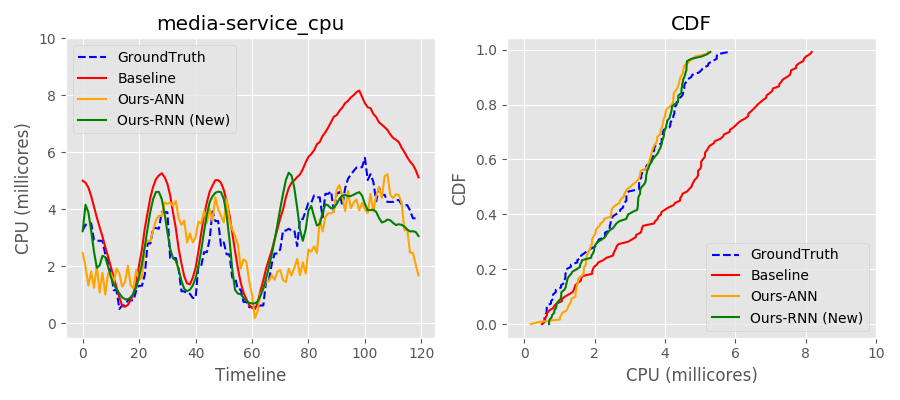 media-service_cpu
CPU (millicores)
10
8
6
4
2
0
GroundTruth
Baseline
Ours-ANN
Ours-RNN (New)
0 20 40 60 80 100 120
Timeline
CDF
CDF
1.0
0.8
0.6
0.4
0.2
0.0
GroundTruth
Baseline
Ours-ANN
Ours-RNN (New)
0 2 4 6 8 10
CPU (millicores)